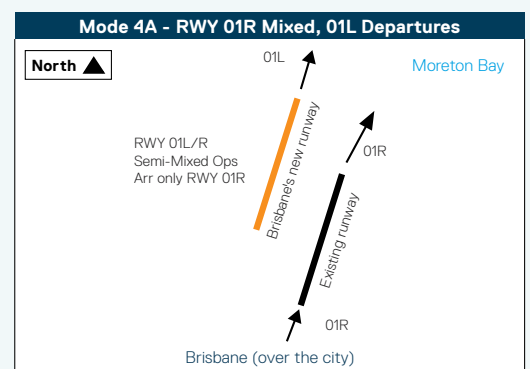 Mode 4A - RWY 01R Mixed, 01L Departures
North
01L
Moreton Bay
RWY 01L/R
Semi-Mixed Ops
Arr only RWY 01R
Brisbane's new runway
01R
Existing runway
01R
Brisbane (over the city)